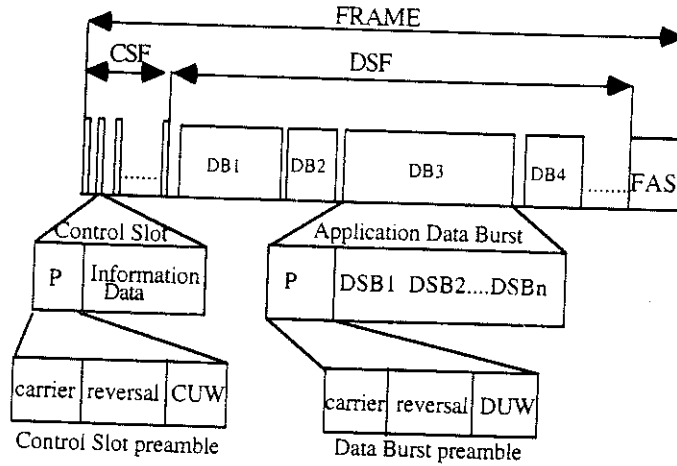 FRAME
CSF DSF
........ DB1 DB2 DB3 DB4 ........ FAS
Control Slot Application Data Burst
P Information Data P DSB1 DSB2....DSBn
carrier reversal CUW carrier reversal DUW
Control Slot preamble Data Burst preamble